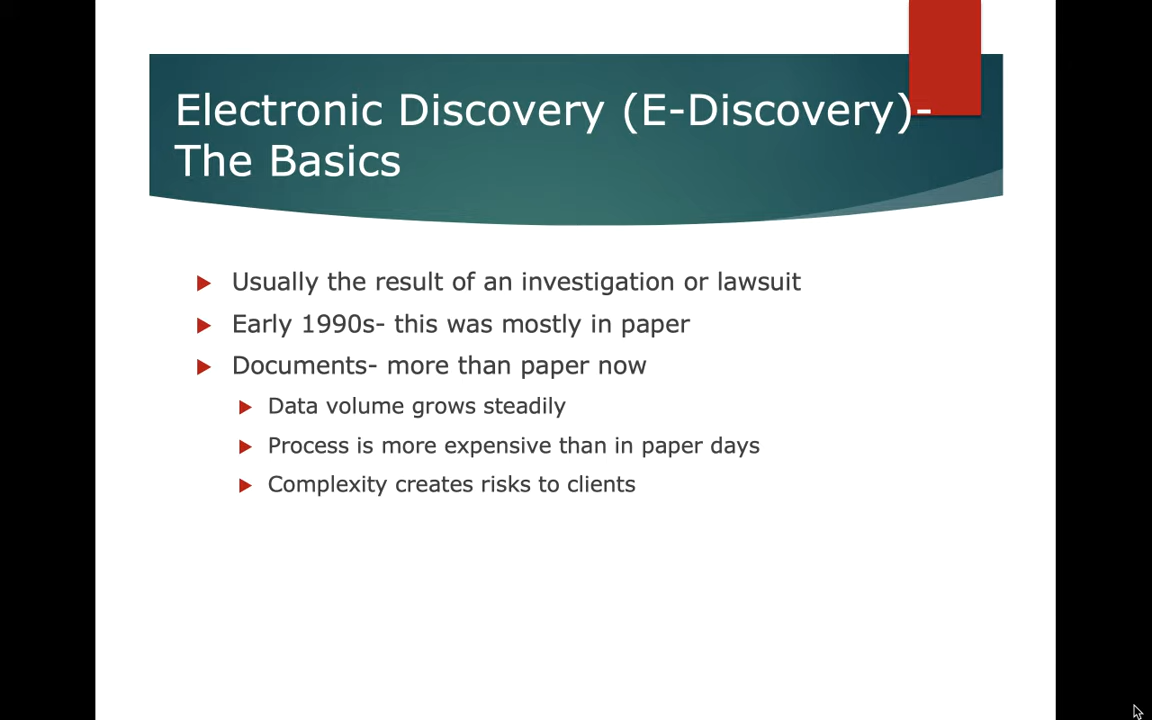 Electronic Discovery (E-Discovery)-
The Basics
Usually the result of an investigation or lawsuit
Early 1990s- this was mostly in paper
Documents- more than paper now
Data volume grows steadily
Process is more expensive than in paper days
Complexity creates risks to clients